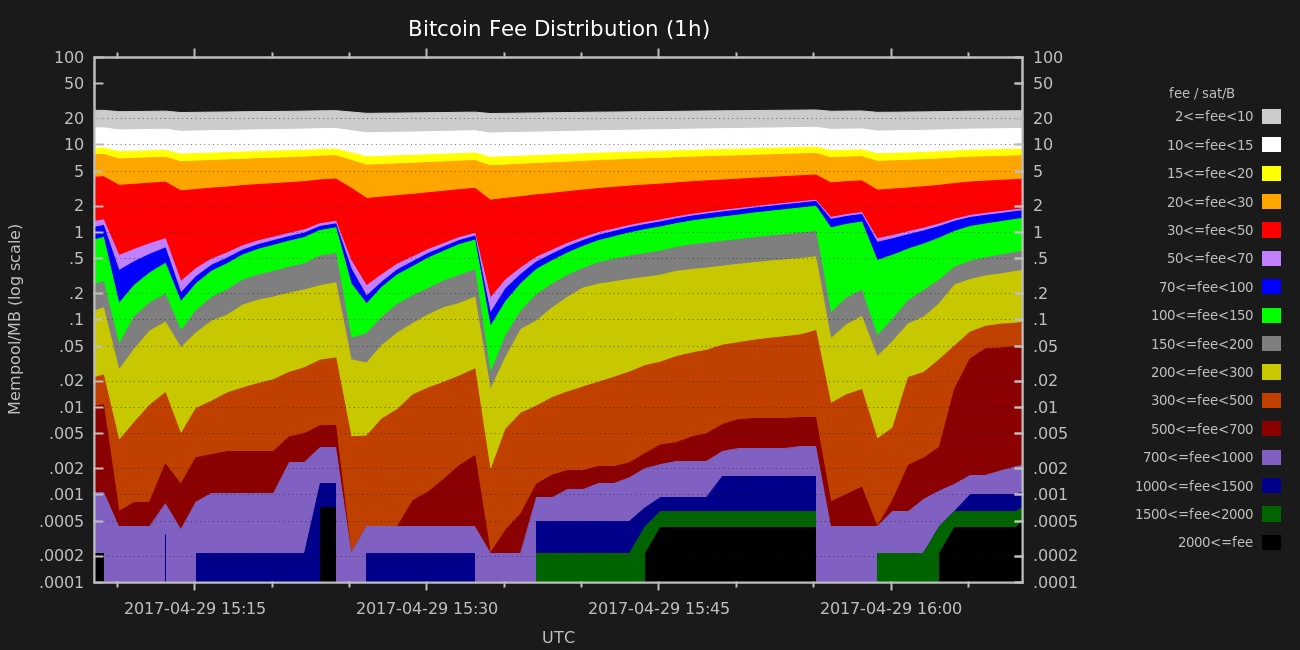 Bitcoin Fee Distribution (1h)
100 100
50 50
20 20
10 10
5 5
2 2
1 1
.5 .5
.2 .2
.1 .1
.05 .05
.02 .02
.01 .01
.005 .005
.002 .002
.001 .001
.0005 .0005
.0002 .0002
.0001 .0001
Mempool/MB (log scale)
2017-04-29 15:15 2017-04-29 15:30 2017-04-29 15:45 2017-04-29 16:00
UTC
fee / sat/B
2<=fee<10
10<=fee<15
15<=fee<20
20<=fee<30
30<=fee<50
50<=fee<70
70<=fee<100
100<=fee<150
150<=fee<200
200<=fee<300
300<=fee<500
500<=fee<700
700<=fee<1000
1000<=fee<1500
1500<=fee<2000
2000<=fee